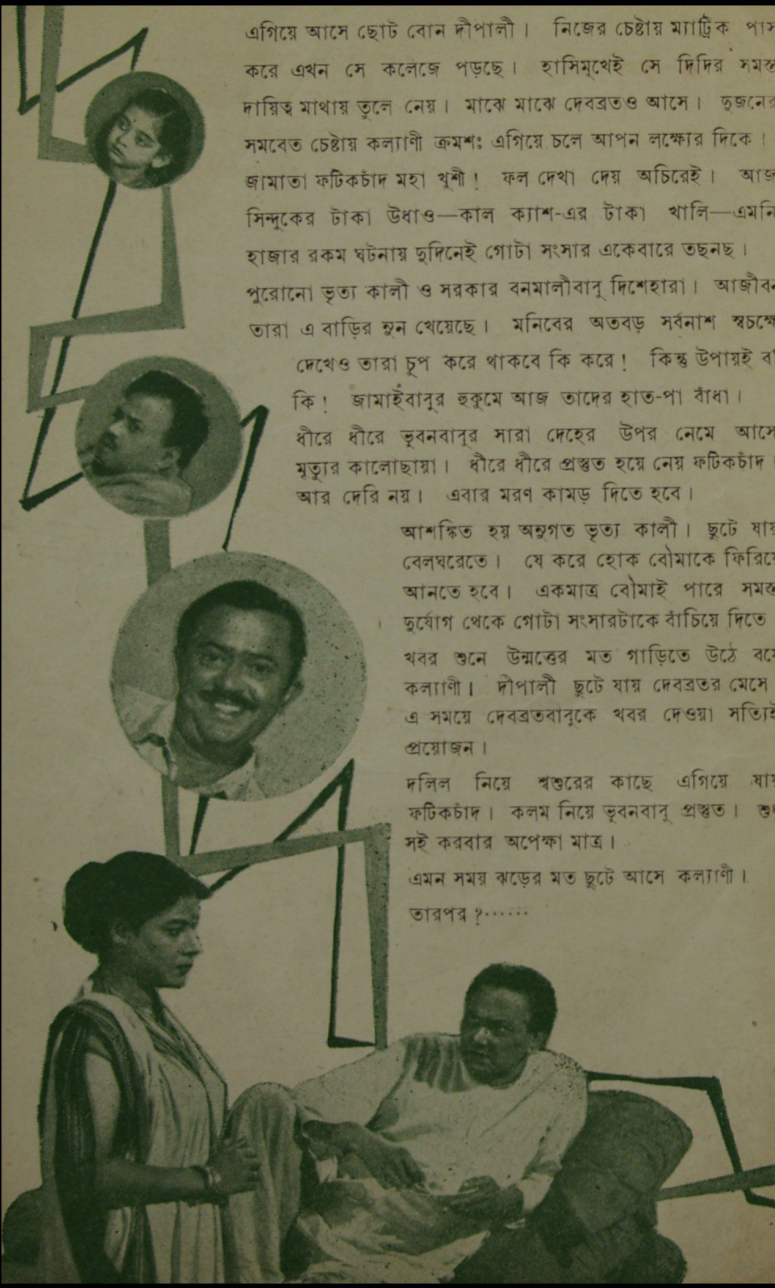 এগিয়ে আসে ছোট বোন দীপালী। নিজের চেষ্টায় ম্যাট্রিক পাস
করে এখন সে কলেজে পড়ছে। হাসিমুখেই সে দিদির সমস্ত
দায়িত্ব মাথায় তুলে নেয়। মাঝে মাঝে দেবব্রতও আসে। দুজনের
সমবেত চেষ্টায় কল্যাণী ক্রমশঃ এগিয়ে চলে আপন লক্ষ্যের দিকে।
জামাতা ফটিকচাঁদ মহা খুশী! ফল দেখা দেয় অচিরেই। আজ
সিন্দুকের টাকা উধাও—কাল ক্যাশ-এর টাকা খালি—এমনি
হাজার রকম ঘটনায় দুদিনেই গোটা সংসার একেবারে তছনছ।
পুরোনো ভৃত্য কালী ও সরকার বনমালীবাবু দিশেহারা। আজীবন
তারা এ বাড়ির নুন খেয়েছে। মনিবের অতবড় সর্বনাশ স্বচক্ষে
দেখেও তারা চুপ করে থাকবে কি করে! কিন্তু উপায়ই বা
কি! জামাইবাবুর হুকুমে আজ তাদের হাত-পা বাঁধা।
ধীরে ধীরে ভুবনবাবুর সারা দেহের উপর নেমে আসে
মৃত্যুর কালোছায়া। ধীরে ধীরে প্রস্তুত হয়ে নেয় ফটিকচাঁদ।
আর দেরি নয়। এবার মরণ কামড় দিতে হবে।
আশঙ্কিত হয় অনুগত ভৃত্য কালী। ছুটে যায়
বেলঘরেতে। যে করে হোক বৌমাকে ফিরিয়ে
আনতে হবে। একমাত্র বৌমাই পারে সমস্ত
দুর্যোগ থেকে গোটা সংসারটাকে বাঁচিয়ে দিতে
খবর শুনে উন্মত্তের মত গাড়িতে উঠে বসে
কল্যাণী। দীপালী ছুটে যায় দেবব্রতর মেসে
এ সময়ে দেবব্রতবাবুকে খবর দেওয়া সত্যিই
প্রয়োজন।
দলিল নিয়ে শ্বশুরের কাছে এগিয়ে যায়
ফটিকচাঁদ। কলম নিয়ে ভুবনবাবু প্রস্তুত।
সই করবার অপেক্ষা মাত্র।
এমন সময় ঝড়ের মত ছুটে আসে কল্যাণী।
তারপর?······